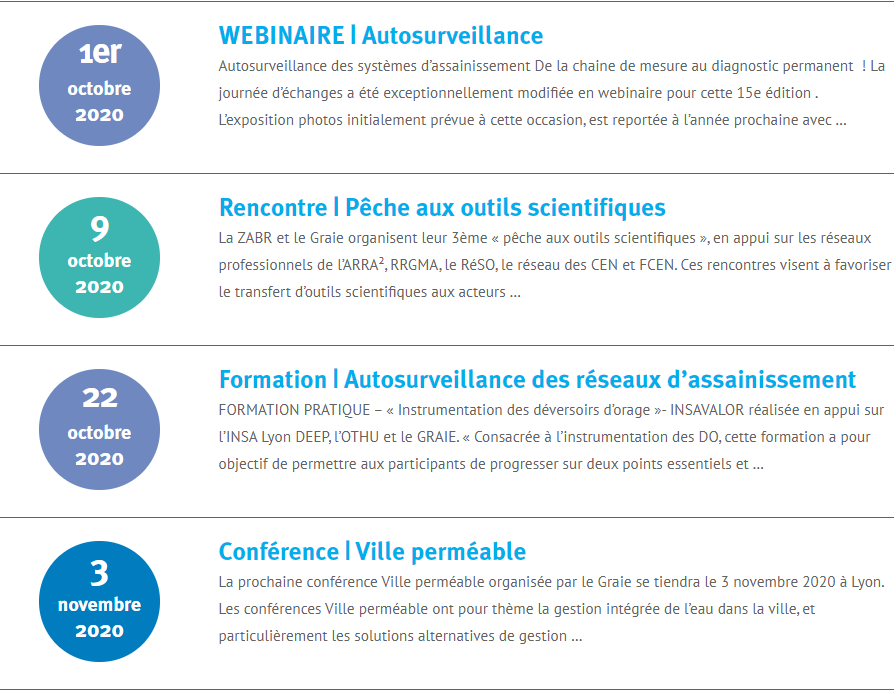 1er
octobre
2020
WEBINAIRE | Autosurveillance
Autosurveillance des systèmes d’assainissement De la chaine de mesure au diagnostic permanent  ! La
journée d’échanges a été exceptionnellement modifiée en webinaire pour cette 15e édition .
L’exposition photos initialement prévue à cette occasion, est reportée à l’année prochaine avec ...
9
octobre
2020
Rencontre | Pêche aux outils scientifiques
La ZABR et le Graie organisent leur 3ème « pêche aux outils scientifiques », en appui sur les réseaux
professionnels de l’ARRA², RRGMA, le RéSO, le réseau des CEN et FCEN. Ces rencontres visent à favoriser
le transfert d’outils scientifiques aux acteurs ...
22
octobre
2020
Formation | Autosurveillance des réseaux d’assainissement
FORMATION PRATIQUE – « Instrumentation des déversoirs d’orage »- INSAVALOR réalisée en appui sur
l’INSA Lyon DEEP, l’OTHU et le GRAIE. « Consacrée à l’instrumentation des DO, cette formation a pour
objectif de permettre aux participants de progresser sur deux points essentiels et ...
3
novembre
2020
Conférence | Ville perméable
La prochaine conférence Ville perméable organisée par le Graie se tiendra le 3 novembre 2020 à Lyon.
Les conférences Ville perméable ont pour thème la gestion intégrée de l’eau dans la ville, et
particulièrement les solutions alternatives de gestion ...